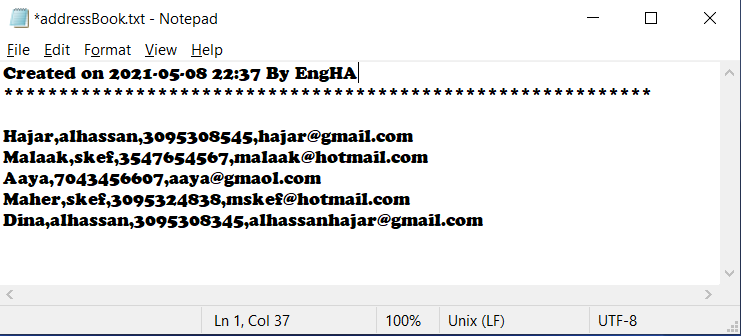 *addressBook.txt - Notepad
File Edit Format View Help
Created on 2021-05-08 22:37 By EngHA
************************************************************
Hajar,alhassan,3095308545,hajar@gmail.com
Malaak,skef,3547654567,malaak@hotmail.com
Aaya,7043456607,aaya@gmaol.com
Maher,skef,3095324838,mskef@hotmail.com
Dina,alhassan,3095308345,alhassanhajar@gmail.com
Ln 1, Col 37 100% Unix (LF) UTF-8